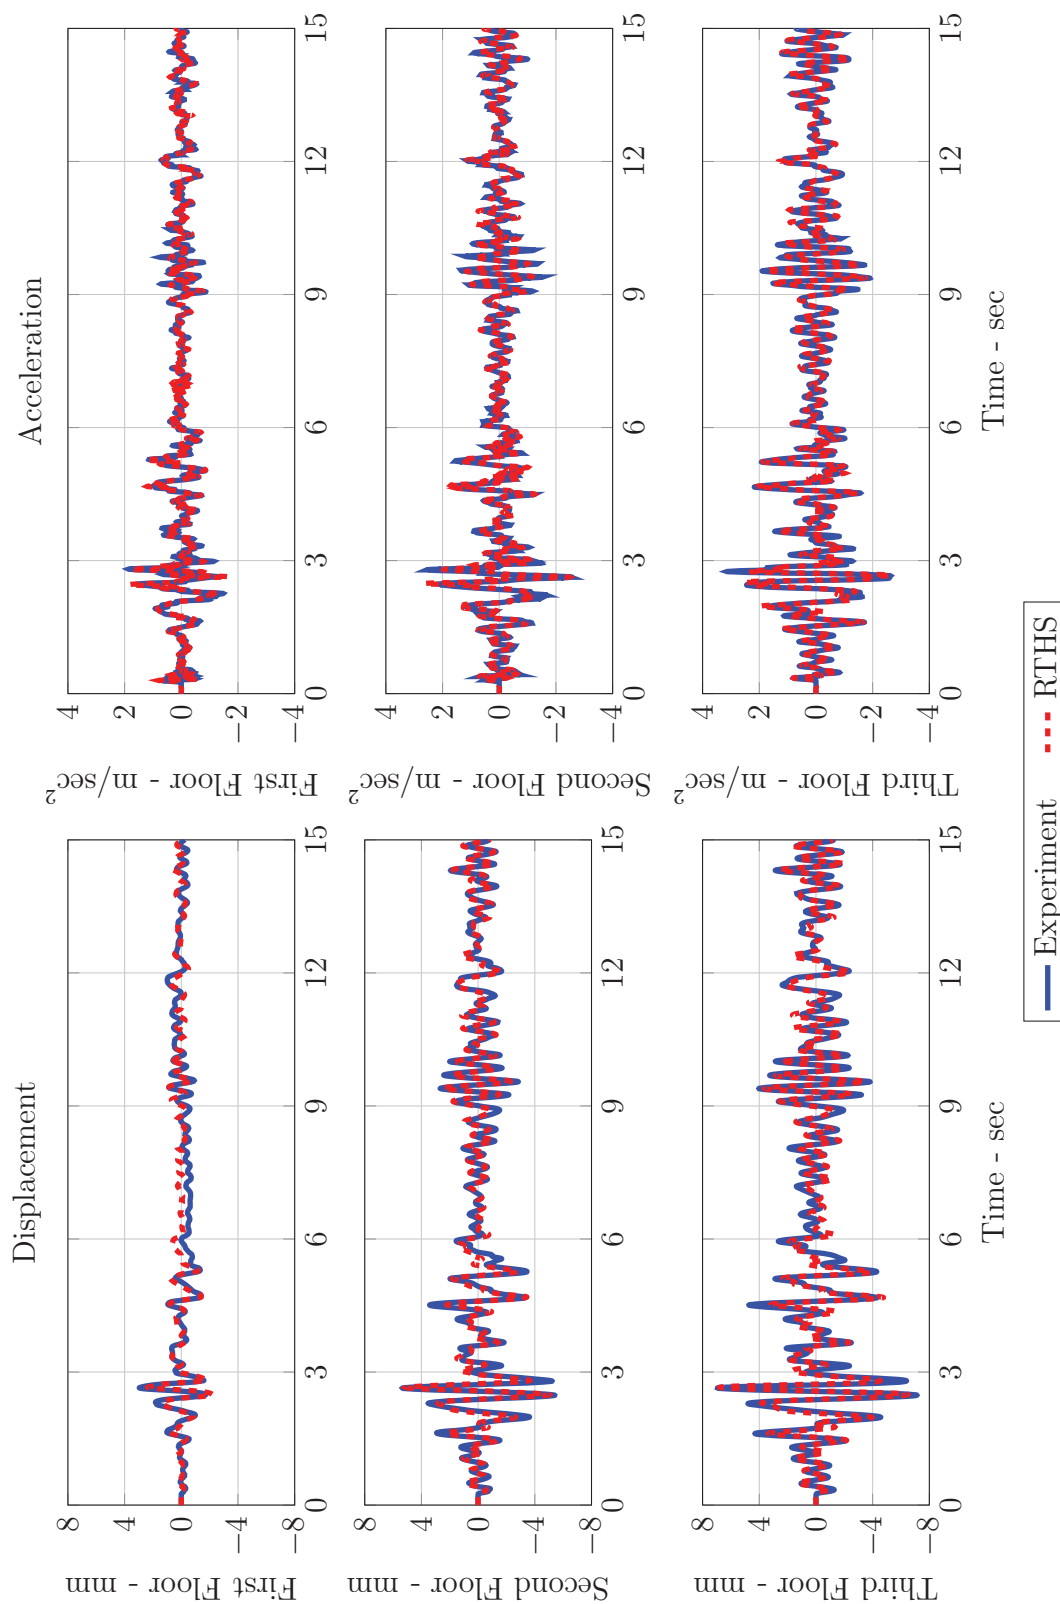 Displacement
Acceleration
First Floor - mm
8
4
0
−4
−8
0 3 6 9 12 15
First Floor - m/sec²
4
2
0
−2
−4
0 3 6 9 12 15
Second Floor - mm
8
4
0
−4
−8
0 3 6 9 12 15
Second Floor - m/sec²
4
2
0
−2
−4
0 3 6 9 12 15
Third Floor - mm
8
4
0
−4
−8
0 3 6 9 12 15
Time - sec
Third Floor - m/sec²
4
2
0
−2
−4
0 3 6 9 12 15
Time - sec
Experiment RTHS